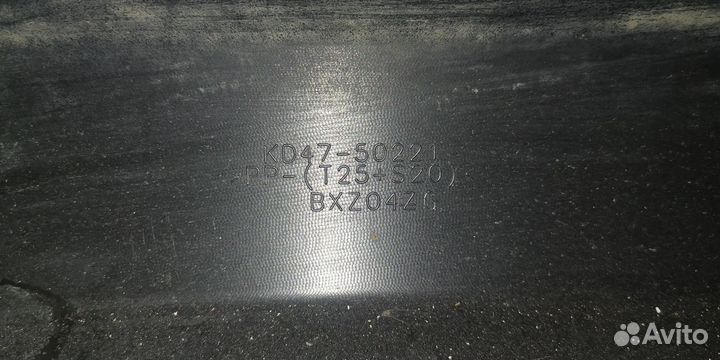 KD47-50221
PP-(T25+S20)
BXZ04ZG
Avito